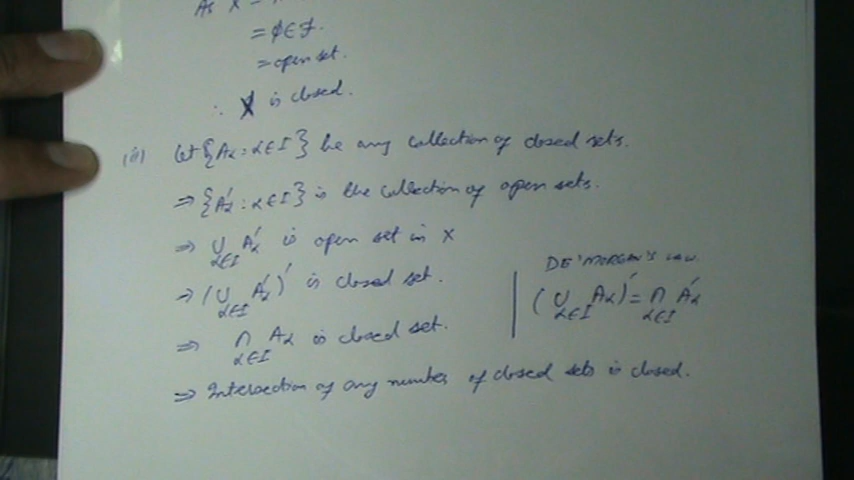 As X
= ϕ ∈ 𝒥.
= open set.
∴ X is closed.
(ii) Let {Aα : α ∈ I} be any collection of closed sets.
⇒ {A'α : α ∈ I} is the collection of open sets.
⇒ ∪ A'α is open set in X
α ∈ I
⇒ (∪ A'α)' is closed set.
α ∈ I
DE'MORGAN'S LAW.
(∪ Aα)' = ∩ A'α
α ∈ I α ∈ I
⇒ ∩ Aα is closed set.
α ∈ I
⇒ Intersection of any number of closed sets is closed.